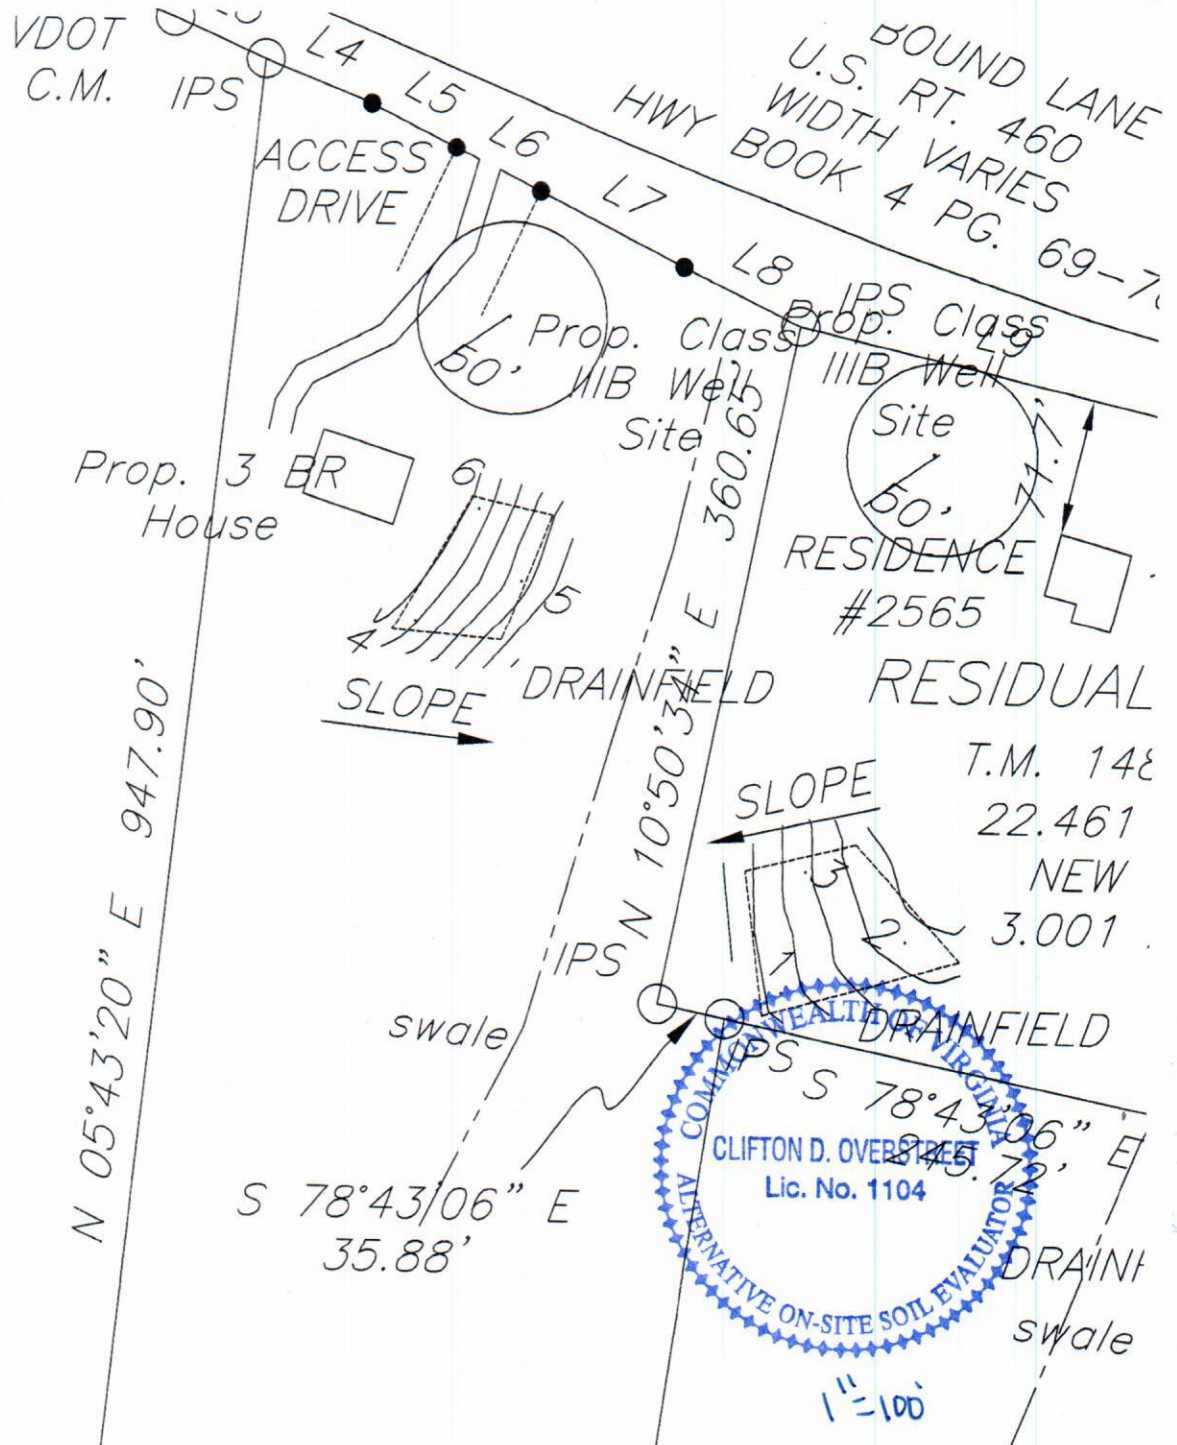 VDOT
C.M.
IPS
L4
L5
L6
L7
L8
L9
BOUND LANE
U.S. RT. 460
WIDTH VARIES
HWY BOOK 4 PG. 69-
ACCESS
DRIVE
50'
Prop. Class
IIIB Well
Site
IPS
Prop. Class
IIIB Well
Site
50'
71.7'
360.65'
Prop. 3 BR
House
6
5
4
DRAINFIELD
SLOPE
RESIDENCE
#2565
RESIDUAL
T.M. 148
22.461
NEW
3.001
N 05°43'20" E 947.90'
N 10°50'34" E
SLOPE
3
2
1
IPS
DRAINFIELD
swale
IPS
S 78°43'06" E
245.72'
S 78°43'06" E
35.88'
COMMONWEALTH OF VIRGINIA
CLIFTON D. OVERSTREET
Lic. No. 1104
ALTERNATIVE ON-SITE SOIL EVALUATOR
swale
1"=100'